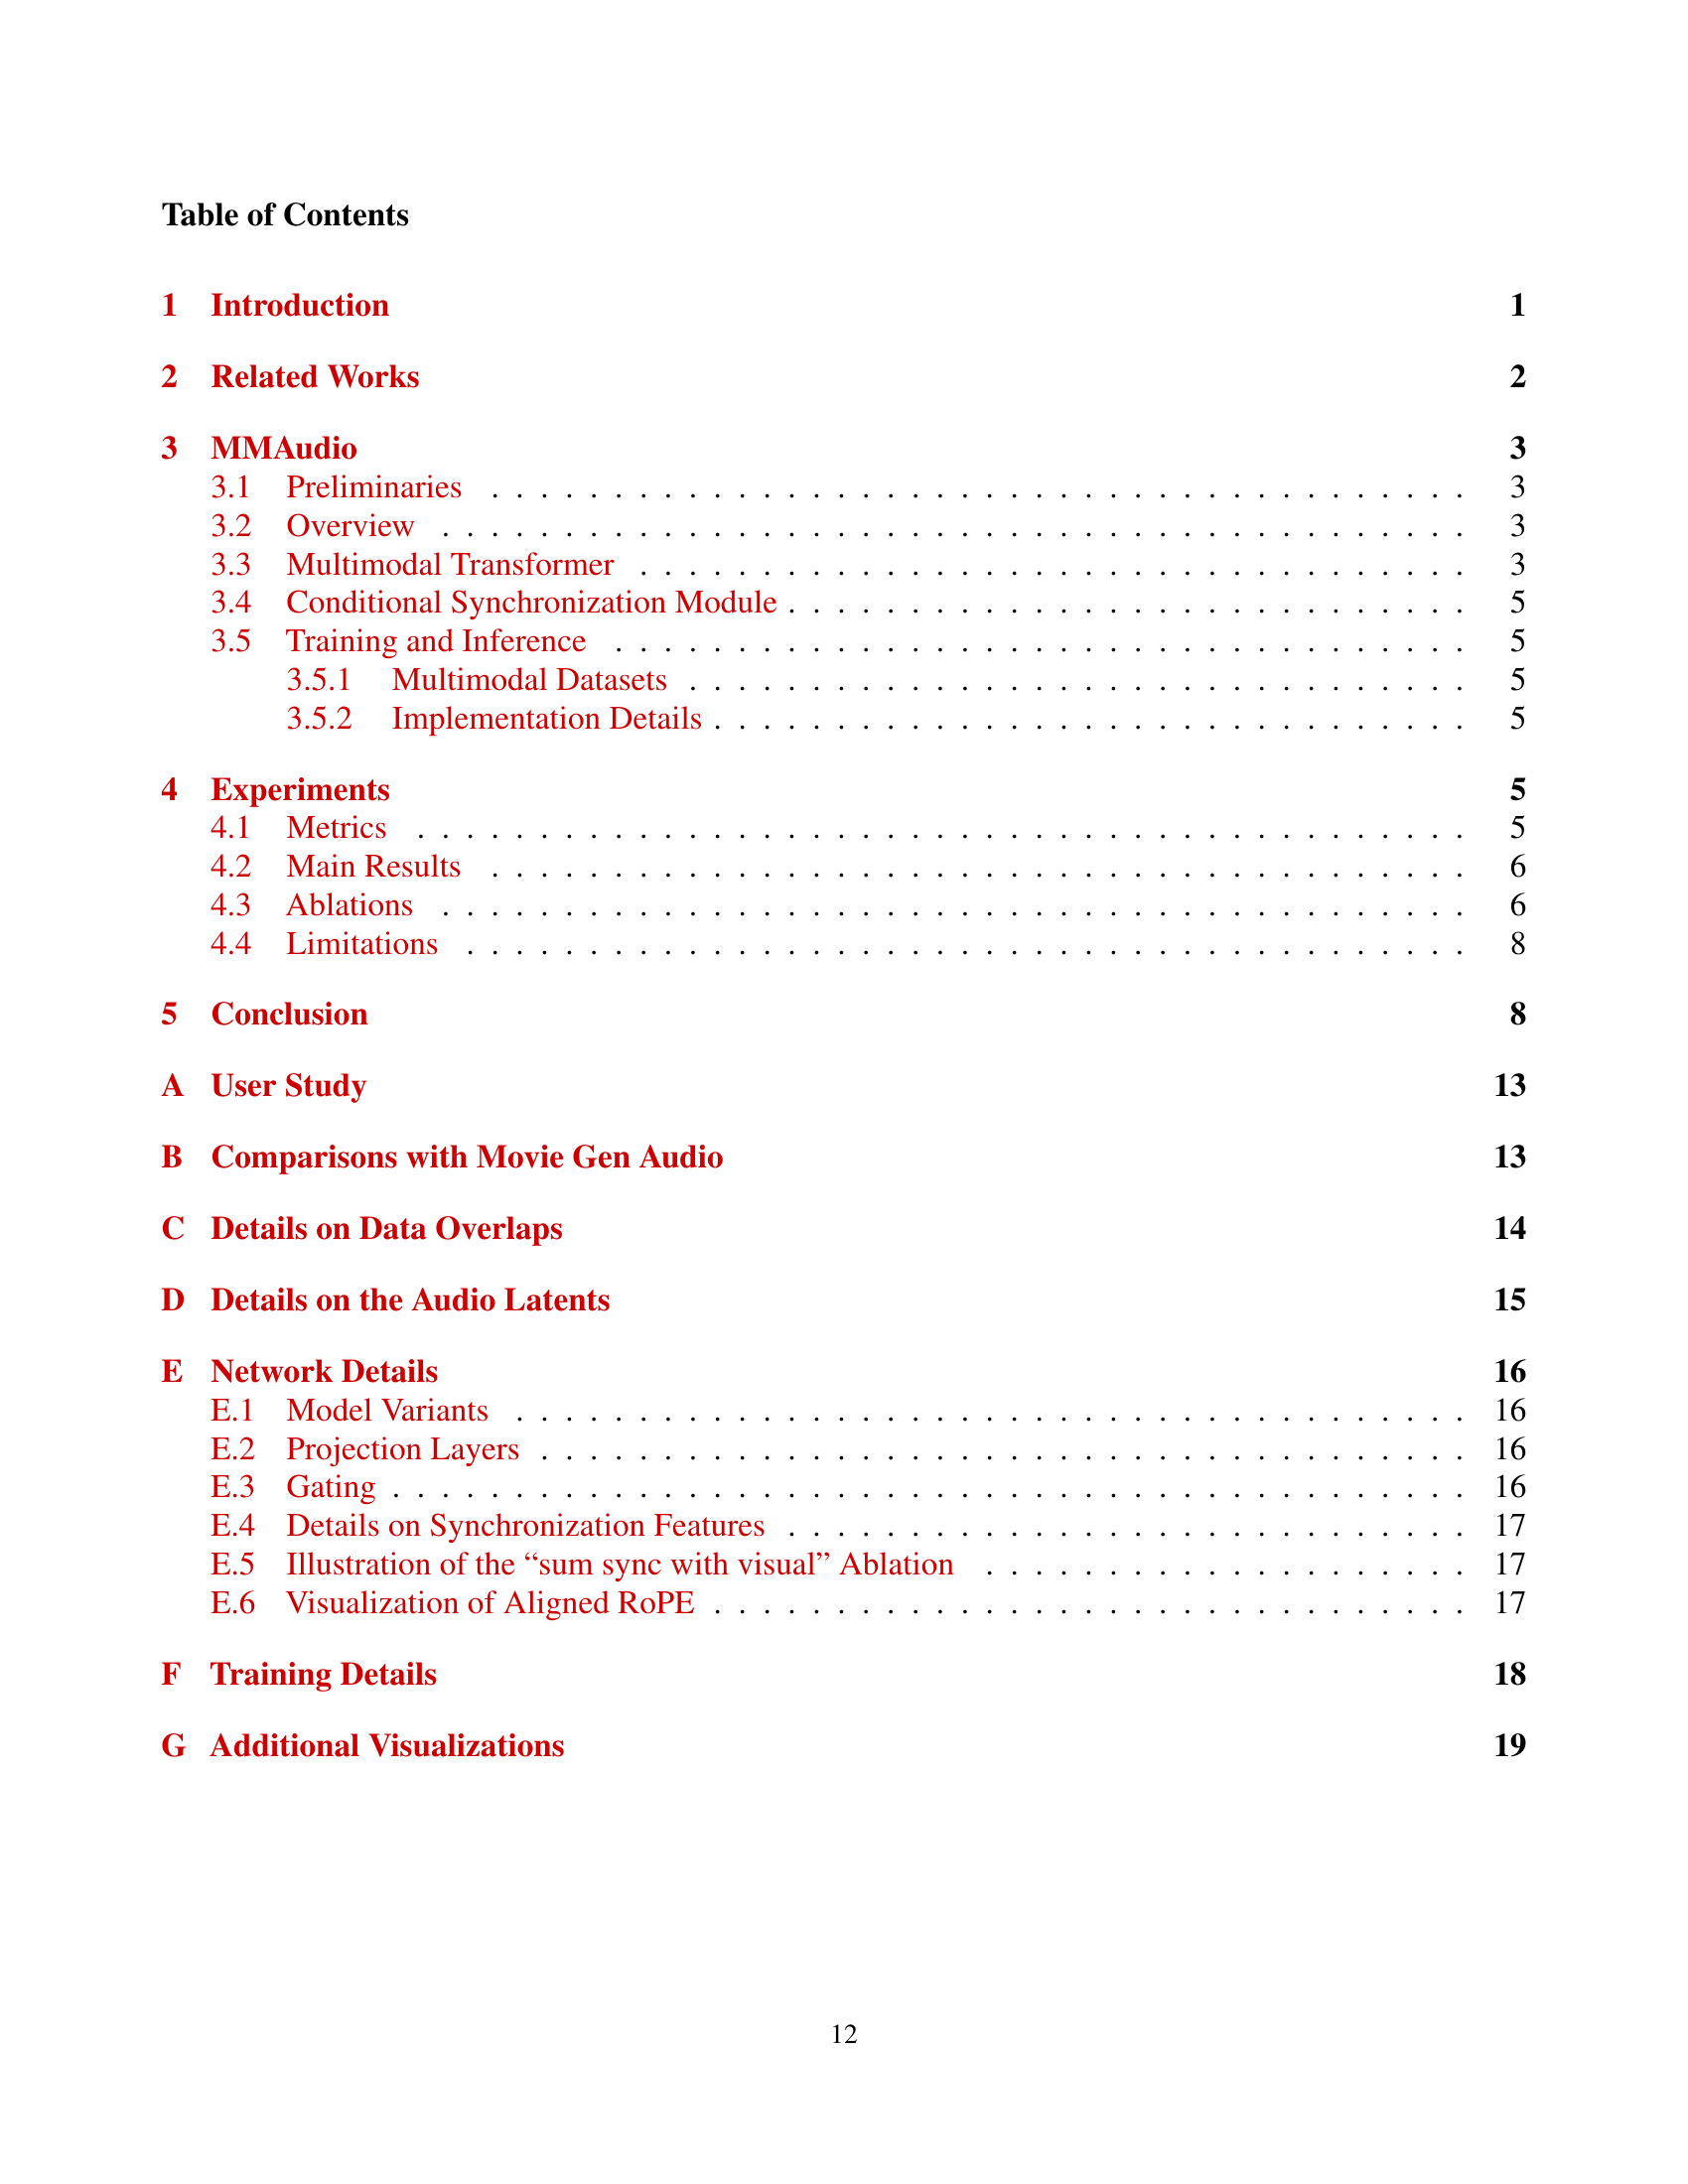 Table of Contents
1 Introduction 1
2 Related Works 2
3 MMAudio 3
3.1 Preliminaries . . . . . . . . . . . . . . . . . . . . . . . . . . . . . . . . . . . . . . . . 3
3.2 Overview . . . . . . . . . . . . . . . . . . . . . . . . . . . . . . . . . . . . . . . . . . 3
3.3 Multimodal Transformer . . . . . . . . . . . . . . . . . . . . . . . . . . . . . . . . . . 3
3.4 Conditional Synchronization Module . . . . . . . . . . . . . . . . . . . . . . . . . . . . 5
3.5 Training and Inference . . . . . . . . . . . . . . . . . . . . . . . . . . . . . . . . . . . 5
3.5.1 Multimodal Datasets . . . . . . . . . . . . . . . . . . . . . . . . . . . . . . . . 5
3.5.2 Implementation Details . . . . . . . . . . . . . . . . . . . . . . . . . . . . . . . 5
4 Experiments 5
4.1 Metrics . . . . . . . . . . . . . . . . . . . . . . . . . . . . . . . . . . . . . . . . . . . 5
4.2 Main Results . . . . . . . . . . . . . . . . . . . . . . . . . . . . . . . . . . . . . . . . 6
4.3 Ablations . . . . . . . . . . . . . . . . . . . . . . . . . . . . . . . . . . . . . . . . . . 6
4.4 Limitations . . . . . . . . . . . . . . . . . . . . . . . . . . . . . . . . . . . . . . . . . 8
5 Conclusion 8
A User Study 13
B Comparisons with Movie Gen Audio 13
C Details on Data Overlaps 14
D Details on the Audio Latents 15
E Network Details 16
E.1 Model Variants . . . . . . . . . . . . . . . . . . . . . . . . . . . . . . . . . . . . . . . 16
E.2 Projection Layers . . . . . . . . . . . . . . . . . . . . . . . . . . . . . . . . . . . . . . 16
E.3 Gating . . . . . . . . . . . . . . . . . . . . . . . . . . . . . . . . . . . . . . . . . . . . 16
E.4 Details on Synchronization Features . . . . . . . . . . . . . . . . . . . . . . . . . . . . 17
E.5 Illustration of the “sum sync with visual” Ablation . . . . . . . . . . . . . . . . . . . . 17
E.6 Visualization of Aligned RoPE . . . . . . . . . . . . . . . . . . . . . . . . . . . . . . . 17
F Training Details 18
G Additional Visualizations 19
12